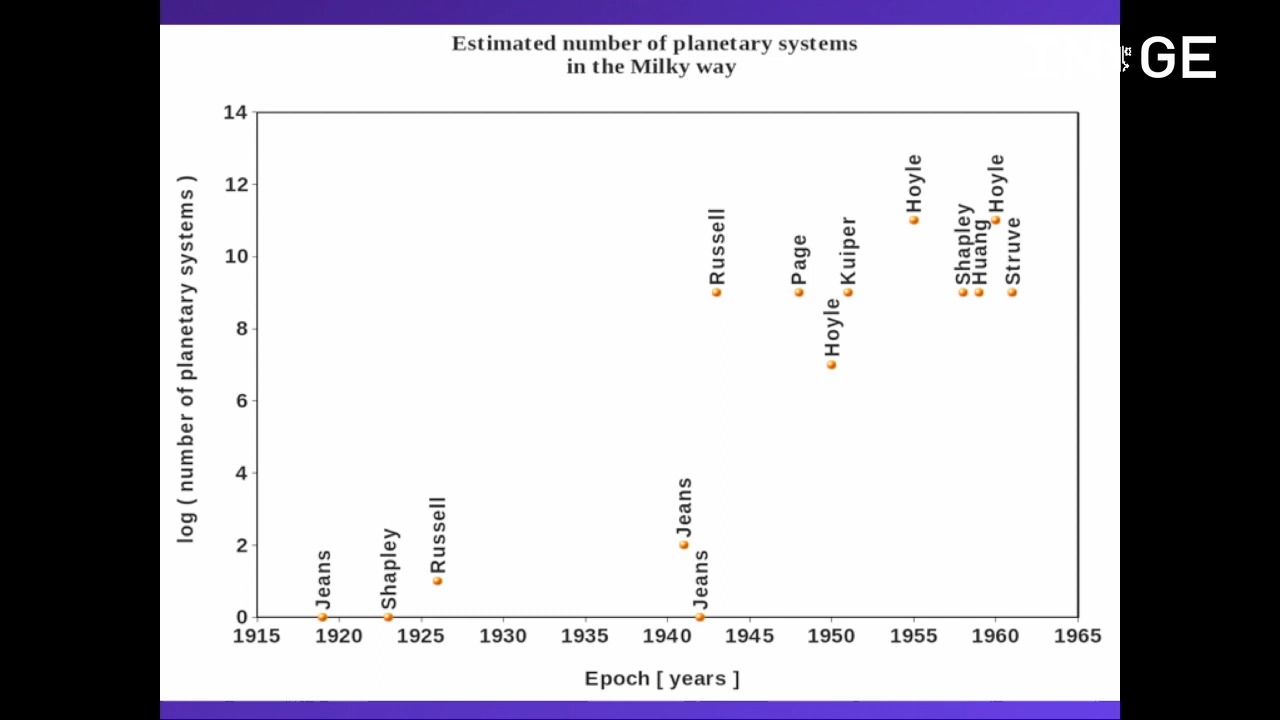 Estimated number of planetary systems
in the Milky way
GE
log ( number of planetary systems )
14
12
10
8
6
4
2
0
Jeans
Shapley
Russell
Jeans
Jeans
Russell
Page
Hoyle
Kuiper
Hoyle
Shapley
Huang
Hoyle
Struve
1915 1920 1925 1930 1935 1940 1945 1950 1955 1960 1965
Epoch [ years ]